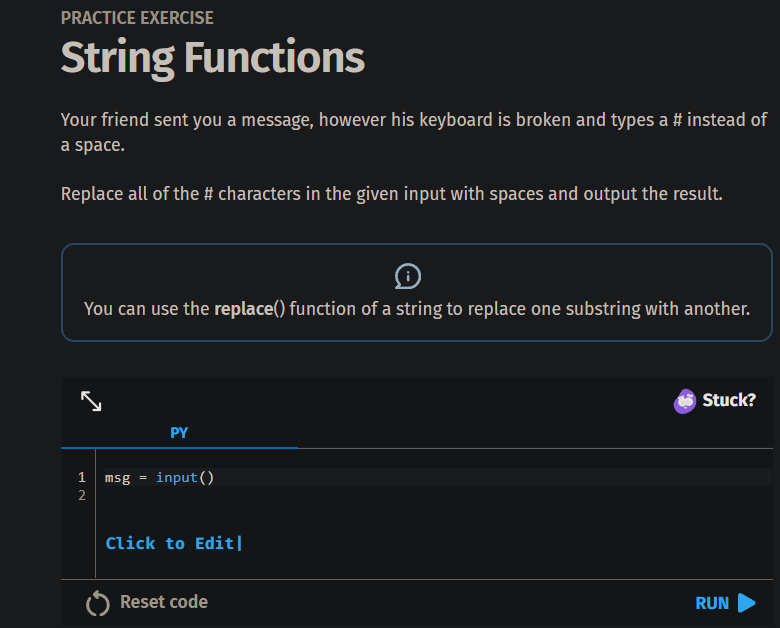 PRACTICE EXERCISE
String Functions
Your friend sent you a message, however his keyboard is broken and types a # instead of
a space.
Replace all of the # characters in the given input with spaces and output the result.
You can use the replace() function of a string to replace one substring with another.
Stuck?
PY
1 msg = input()
2
Click to Edit|
Reset code
RUN